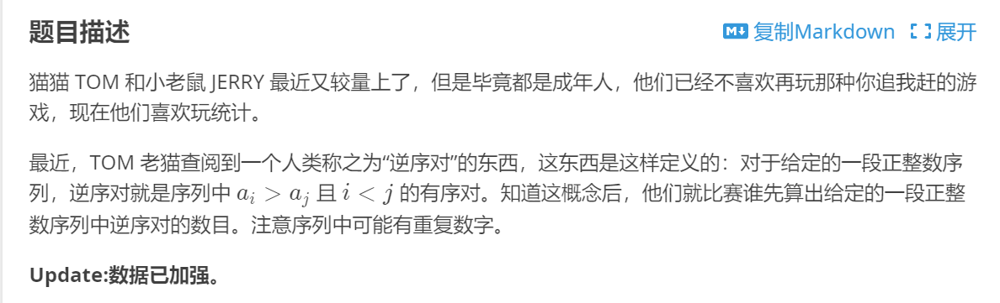 题目描述
复制Markdown 展开
猫猫 TOM 和小老鼠 JERRY 最近又较量上了，但是毕竟都是成年人，他们已经不喜欢再玩那种你追我赶的游
戏，现在他们喜欢玩统计。
最近，TOM 老猫查阅到一个人类称之为“逆序对”的东西，这东西是这样定义的：对于给定的一段正整数序
列，逆序对就是序列中 a_i > a_j 且 i < j 的有序对。知道这概念后，他们就比赛谁先算出给定的一段正整
数序列中逆序对的数目。注意序列中可能有重复数字。
Update:数据已加强。